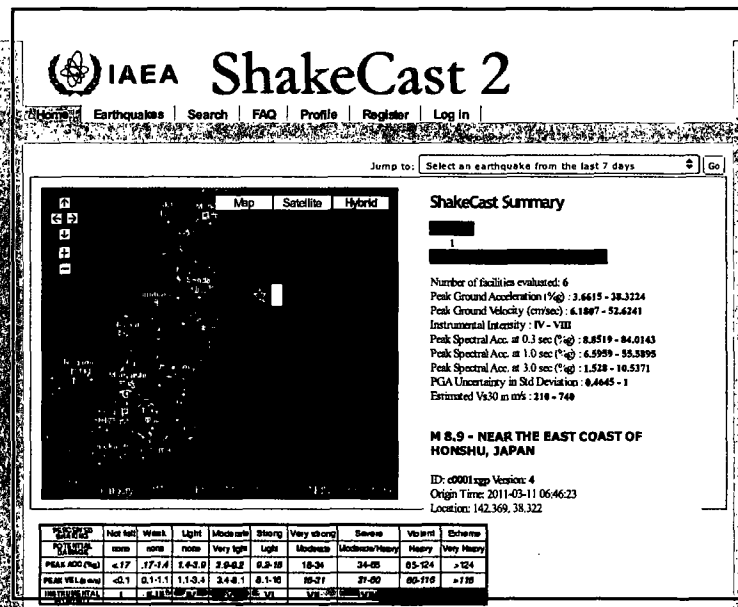 IAEA ShakeCast 2
Home Earthquakes Search FAQ Profile Register Log In
Jump to: Select an earthquake from the last 7 days Go
Map Satellite Hybrid
ShakeCast Summary
1
Number of facilities evaluated: 6
Peak Ground Acceleration (%g) : 3.6615 - 38.3224
Peak Ground Velocity (cm/sec) : 6.1807 - 52.6241
Instrumental Intensity : IV - VIII
Peak Spectral Acc. at 0.3 sec (%g) : 8.8519 - 84.0143
Peak Spectral Acc. at 1.0 sec (%g) : 6.5959 - 55.5895
Peak Spectral Acc. at 3.0 sec (%g) : 1.528 - 10.5371
PGA Uncertainty in Std Deviation : 0.4645 - 1
Estimated Vs30 in m/s : 210 - 740
M 8.9 - NEAR THE EAST COAST OF
HONSHU, JAPAN
ID: c0001xgp Version: 4
Origin Time: 2011-03-11 06:46:23
Location: 142.369, 38.322
PERCEIVED SHAKING Not felt Weak Light Moderate Strong Very strong Severe Violent Extreme
POTENTIAL DAMAGE none none none Very light Light Moderate Moderate/Heavy Heavy Very Heavy
PEAK ACC.(%g) <.17 .17-1.4 1.4-3.9 3.9-9.2 9.2-18 18-34 34-65 65-124 >124
PEAK VEL.(cm/s) <0.1 0.1-1.1 1.1-3.4 3.4-8.1 8.1-16 16-31 31-60 60-116 >116
INSTRUMENTAL I VI